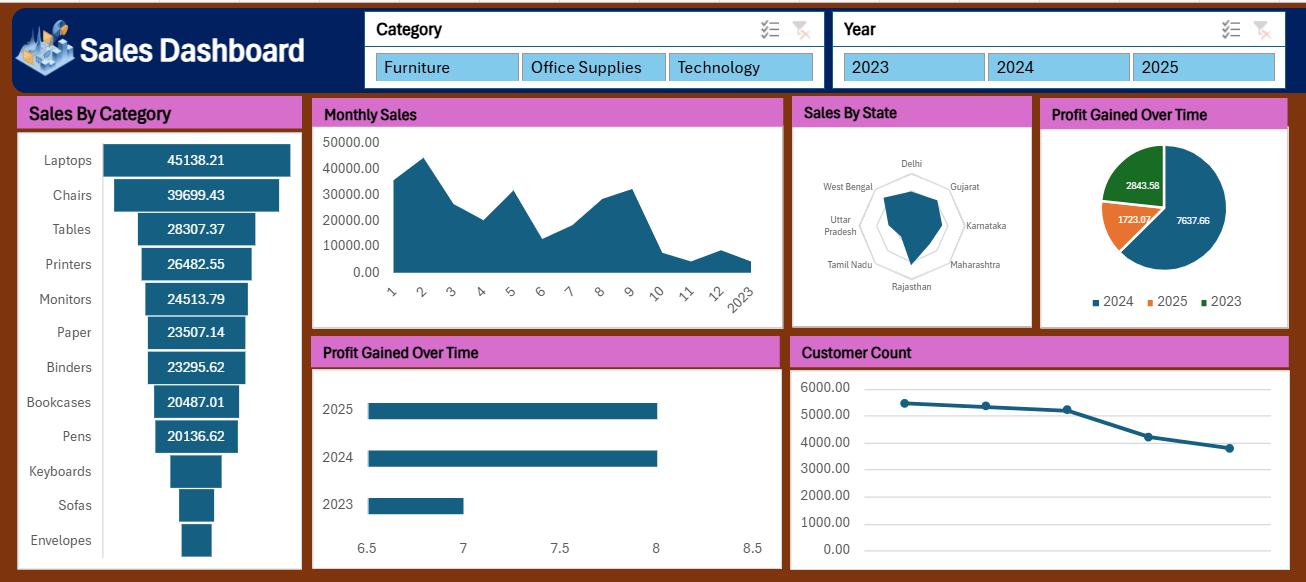 Sales Dashboard
Category
Furniture
Office Supplies
Technology
Year
2023
2024
2025
Sales By Category
Laptops
45138.21
Chairs
39699.43
Tables
28307.37
Printers
26482.55
Monitors
24513.79
Paper
23507.14
Binders
23295.62
Bookcases
20487.01
Pens
20136.62
Keyboards
Sofas
Envelopes
Monthly Sales
50000.00
40000.00
30000.00
20000.00
10000.00
0.00
1
2
3
4
5
6
7
8
9
10
11
12
2023
Sales By State
Delhi
Gujarat
Karnataka
Maharashtra
Rajasthan
Tamil Nadu
Uttar
Pradesh
West Bengal
Profit Gained Over Time
2843.58
1723.07
7637.66
2024
2025
2023
Profit Gained Over Time
2025
2024
2023
6.5
7
7.5
8
8.5
Customer Count
6000.00
5000.00
4000.00
3000.00
2000.00
1000.00
0.00